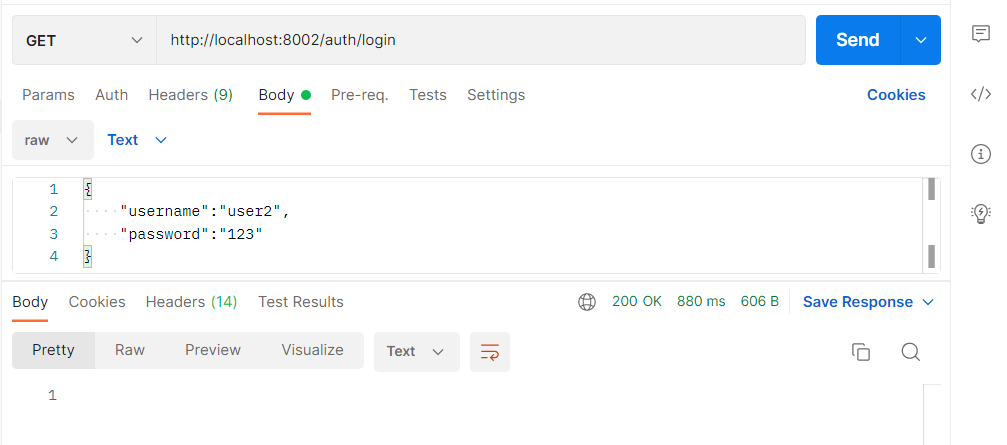 GET http://localhost:8002/auth/login Send
Params Auth Headers (9) Body Pre-req. Tests Settings Cookies
raw Text
1 {
2 ····"username":"user2",
3 ····"password":"123"
4 }
Body Cookies Headers (14) Test Results 200 OK 880 ms 606 B Save Response
Pretty Raw Preview Visualize Text
1